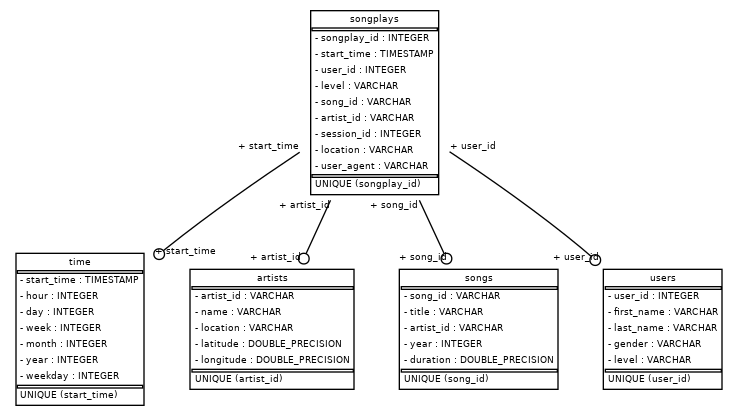 songplays
- songplay_id : INTEGER
- start_time : TIMESTAMP
- user_id : INTEGER
- level : VARCHAR
- song_id : VARCHAR
- artist_id : VARCHAR
- session_id : INTEGER
- location : VARCHAR
- user_agent : VARCHAR
UNIQUE (songplay_id)
+ start_time
+ user_id
+ artist_id
+ song_id
+ start_time
+ artist_id
+ song_id
+ user_id
time
- start_time : TIMESTAMP
- hour : INTEGER
- day : INTEGER
- week : INTEGER
- month : INTEGER
- year : INTEGER
- weekday : INTEGER
UNIQUE (start_time)
artists
- artist_id : VARCHAR
- name : VARCHAR
- location : VARCHAR
- latitude : DOUBLE_PRECISION
- longitude : DOUBLE_PRECISION
UNIQUE (artist_id)
songs
- song_id : VARCHAR
- title : VARCHAR
- artist_id : VARCHAR
- year : INTEGER
- duration : DOUBLE_PRECISION
UNIQUE (song_id)
users
- user_id : INTEGER
- first_name : VARCHAR
- last_name : VARCHAR
- gender : VARCHAR
- level : VARCHAR
UNIQUE (user_id)